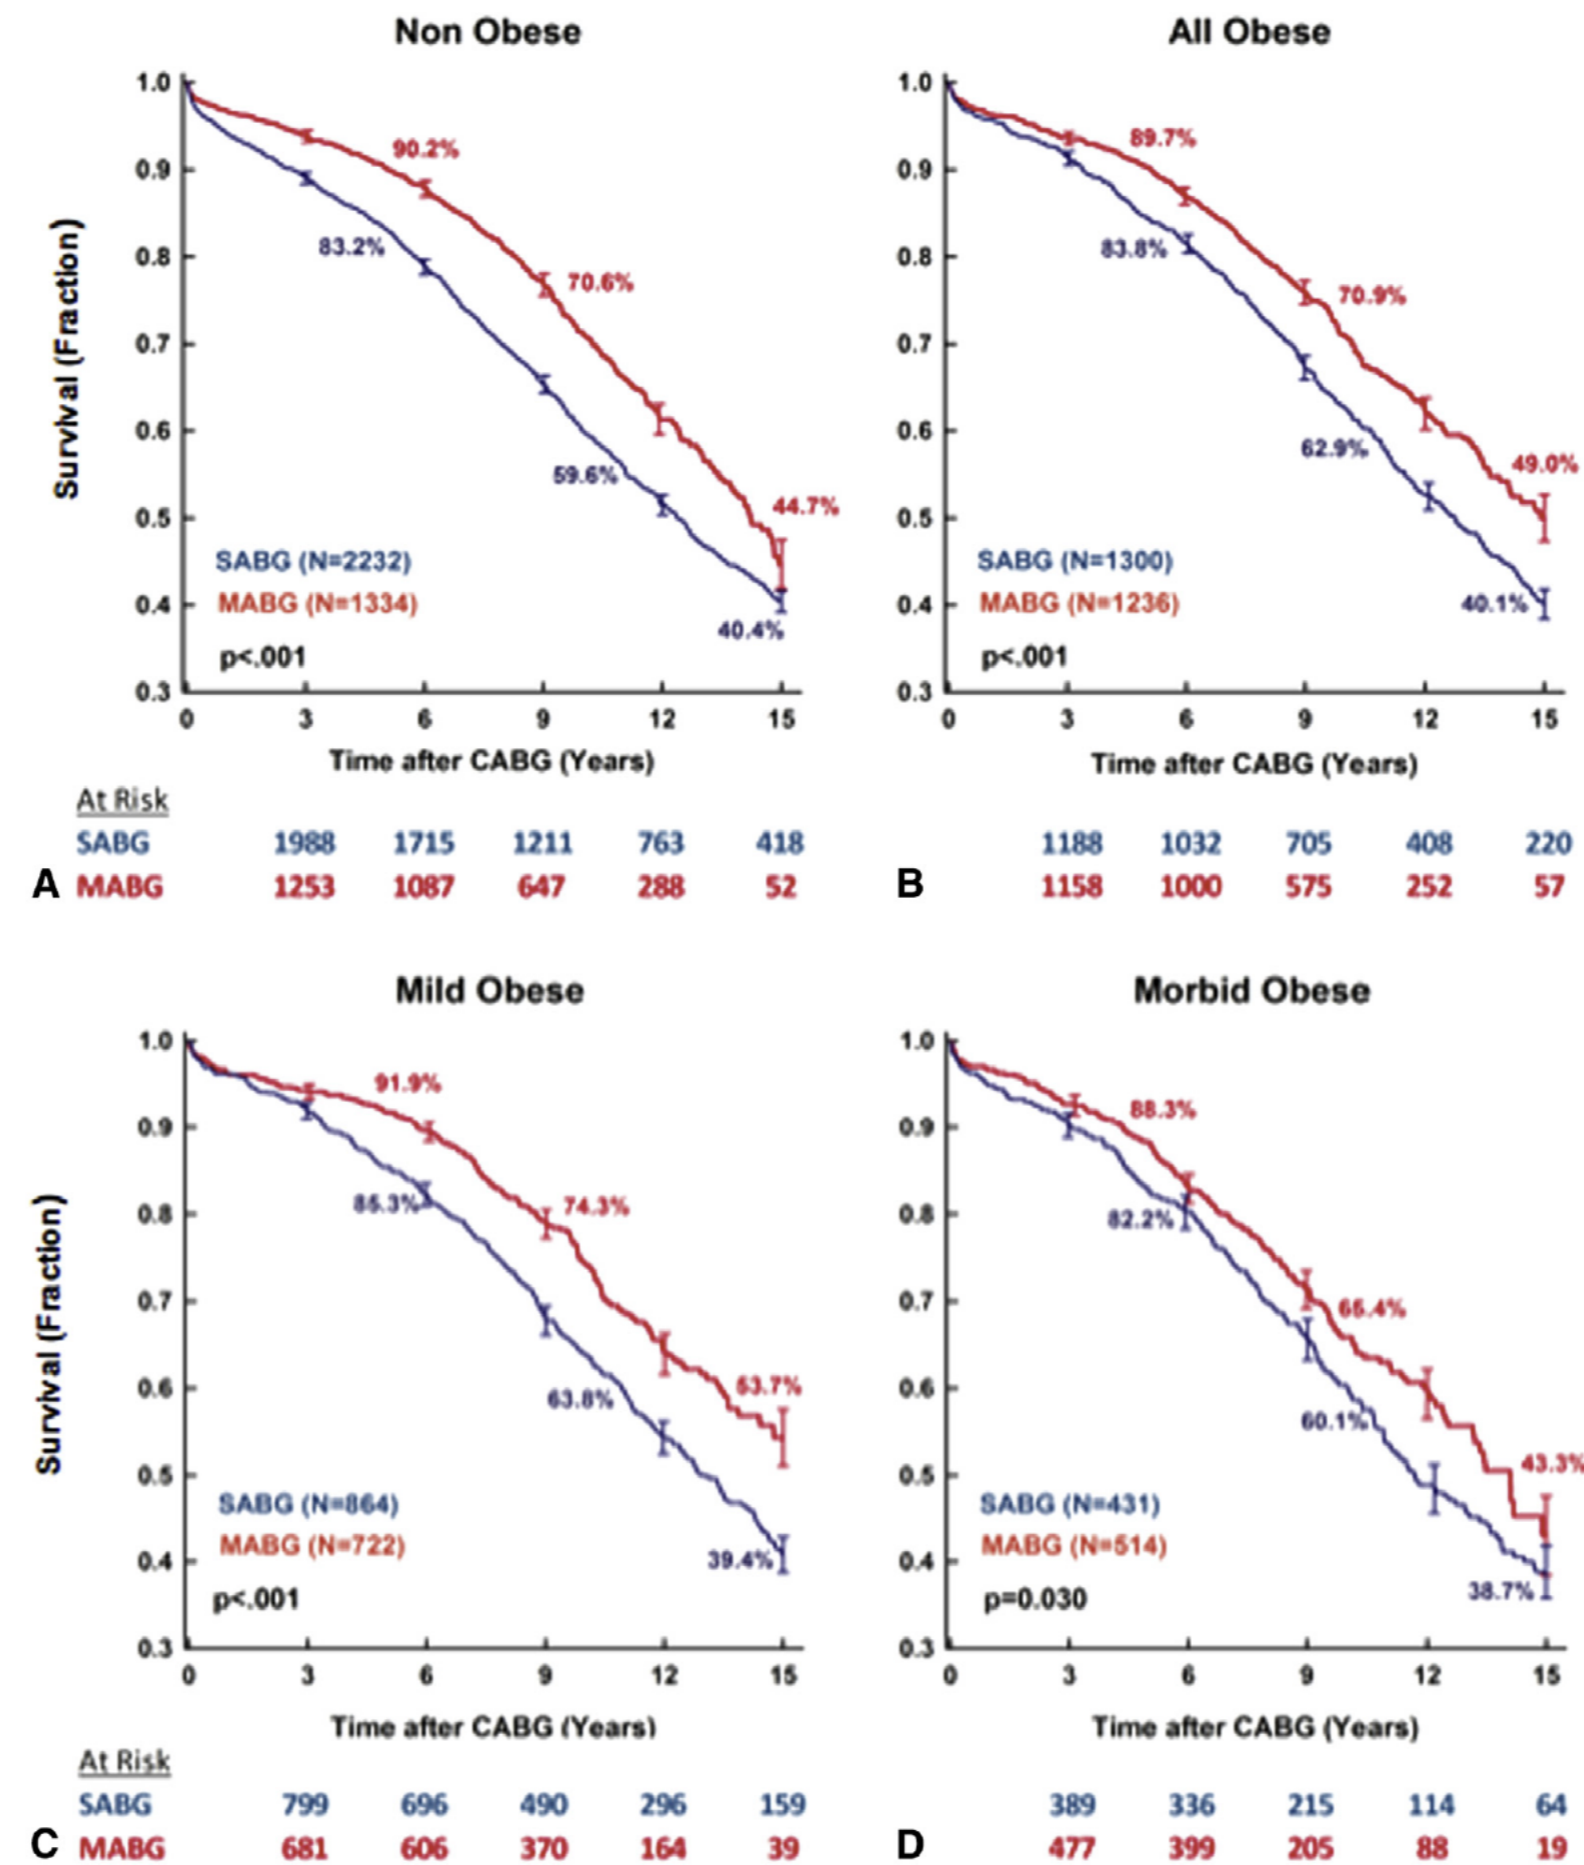 Non Obese
Survival (Fraction)
1.0
0.9
0.8
0.7
0.6
0.5
0.4
0.3
90.2%
83.2%
70.6%
59.6%
44.7%
40.4%
SABG (N=2232)
MABG (N=1334)
p<.001
0 3 6 9 12 15
Time after CABG (Years)
At Risk
SABG 1988 1715 1211 763 418
A MABG 1253 1087 647 288 52
All Obese
1.0
0.9
0.8
0.7
0.6
0.5
0.4
0.3
89.7%
83.8%
70.9%
62.9%
49.0%
40.1%
SABG (N=1300)
MABG (N=1236)
p<.001
0 3 6 9 12 15
Time after CABG (Years)
1188 1032 705 408 220
B 1158 1000 575 252 57
Mild Obese
Survival (Fraction)
1.0
0.9
0.8
0.7
0.6
0.5
0.4
0.3
91.9%
85.3%
74.3%
63.8%
53.7%
39.4%
SABG (N=864)
MABG (N=722)
p<.001
0 3 6 9 12 15
Time after CABG (Years)
At Risk
SABG 799 696 490 296 159
C MABG 681 606 370 164 39
Morbid Obese
1.0
0.9
0.8
0.7
0.6
0.5
0.4
0.3
88.3%
82.2%
65.4%
60.1%
43.3%
38.7%
SABG (N=431)
MABG (N=514)
p=0.030
0 3 6 9 12 15
Time after CABG (Years)
389 336 215 114 64
D 477 399 205 88 19